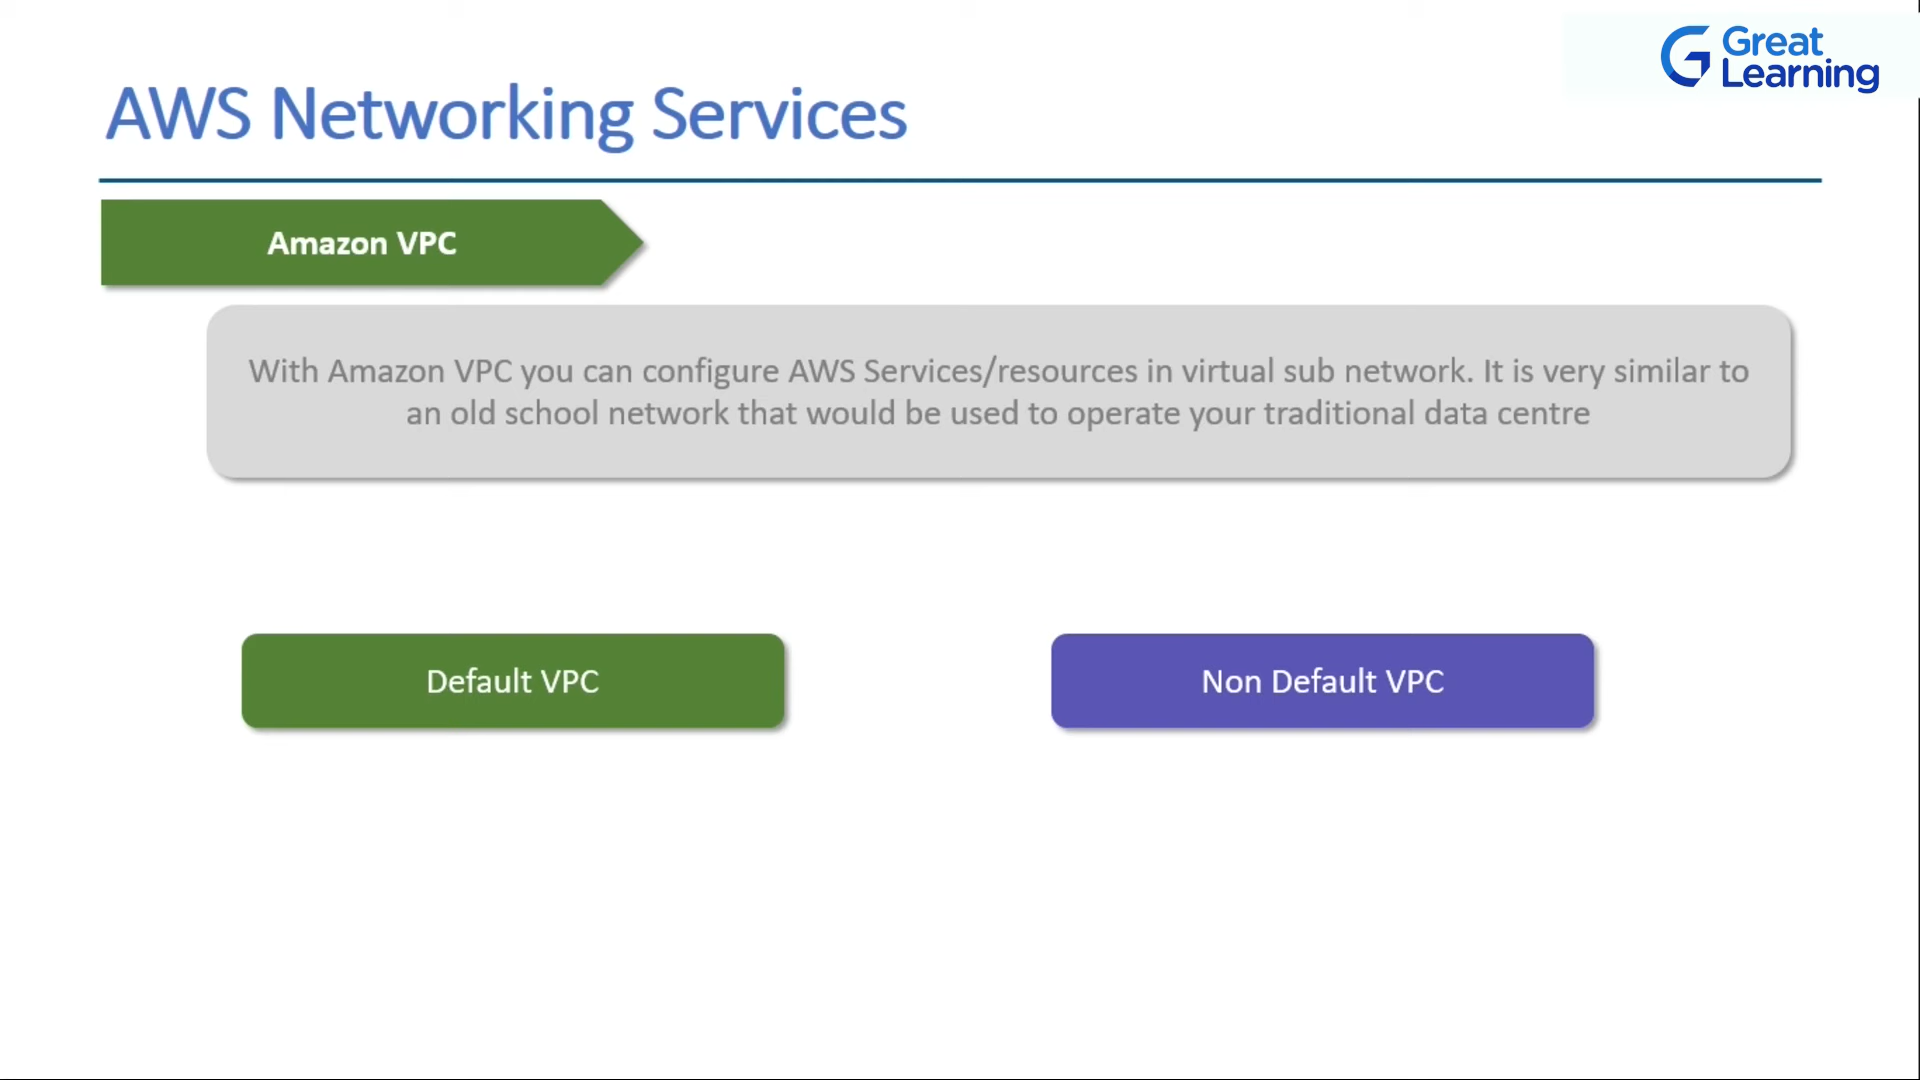 Great
Learning
AWS Networking Services
Amazon VPC
With Amazon VPC you can configure AWS Services/resources in virtual sub network. It is very similar to
an old school network that would be used to operate your traditional data centre
Default VPC
Non Default VPC